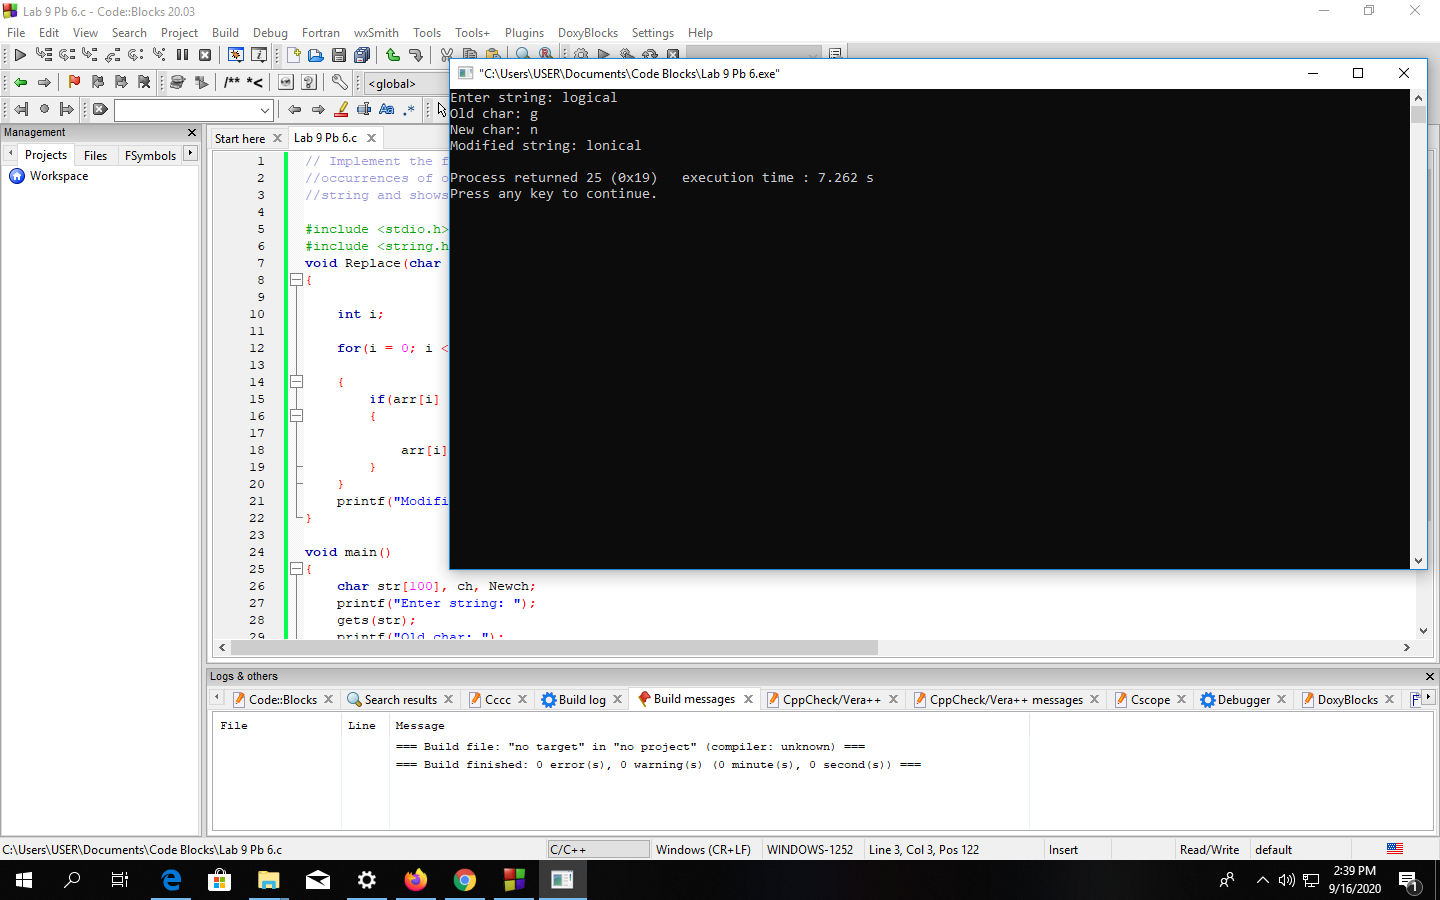 Lab 9 Pb 6.c - Code::Blocks 20.03
File Edit View Search Project Build Debug Fortran wxSmith Tools Tools+ Plugins DoxyBlocks Settings Help
/** *< <global>
Aa .*
Management
Projects Files FSymbols
Workspace
Start here Lab 9 Pb 6.c
1 // Implement the f
2 //occurrences of o
3 //string and shows
4
5 #include <stdio.h>
6 #include <string.h
7 void Replace(char
8 {
9
10 int i;
11
12 for(i = 0; i <
13
14 {
15 if(arr[i]
16 {
17
18 arr[i]
19 }
20 }
21 printf("Modifi
22 }
23
24 void main()
25 {
26 char str[100], ch, Newch;
27 printf("Enter string: ");
28 gets(str);
29 printf("Old char: ");
"C:\Users\USER\Documents\Code Blocks\Lab 9 Pb 6.exe"
Enter string: logical
Old char: g
New char: n
Modified string: lonical
Process returned 25 (0x19) execution time : 7.262 s
Press any key to continue.
Logs & others
Code::Blocks Search results Cccc Build log Build messages CppCheck/Vera++ CppCheck/Vera++ messages Cscope Debugger DoxyBlocks F
File Line Message
=== Build file: "no target" in "no project" (compiler: unknown) ===
=== Build finished: 0 error(s), 0 warning(s) (0 minute(s), 0 second(s)) ===
C:\Users\USER\Documents\Code Blocks\Lab 9 Pb 6.c C/C++ Windows (CR+LF) WINDOWS-1252 Line 3, Col 3, Pos 122 Insert Read/Write default
2:39 PM
9/16/2020
1